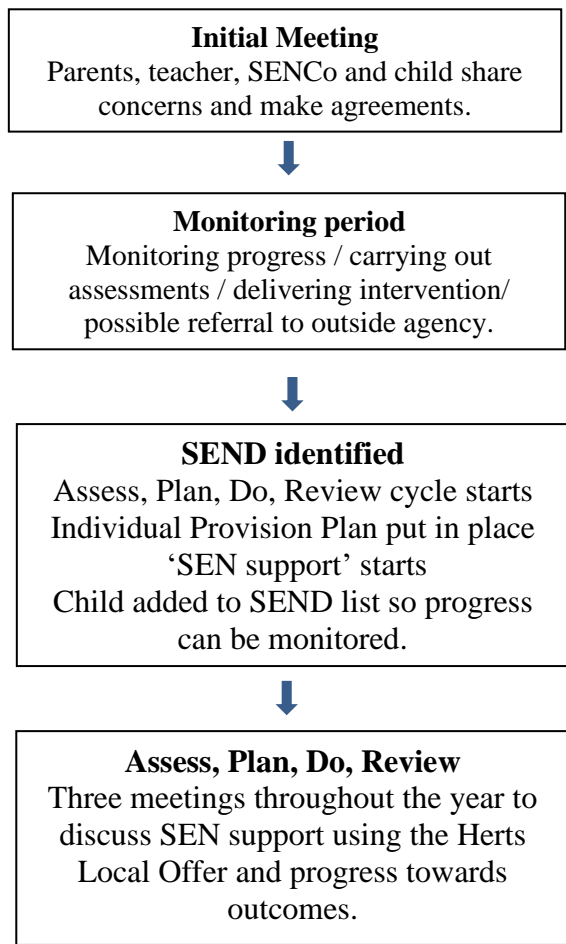 Initial Meeting
Parents, teacher, SENCo and child share
concerns and make agreements.
Monitoring period
Monitoring progress / carrying out
assessments / delivering intervention/
possible referral to outside agency.
SEND identified
Assess, Plan, Do, Review cycle starts
Individual Provision Plan put in place
‘SEN support’ starts
Child added to SEND list so progress
can be monitored.
Assess, Plan, Do, Review
Three meetings throughout the year to
discuss SEN support using the Herts
Local Offer and progress towards
outcomes.